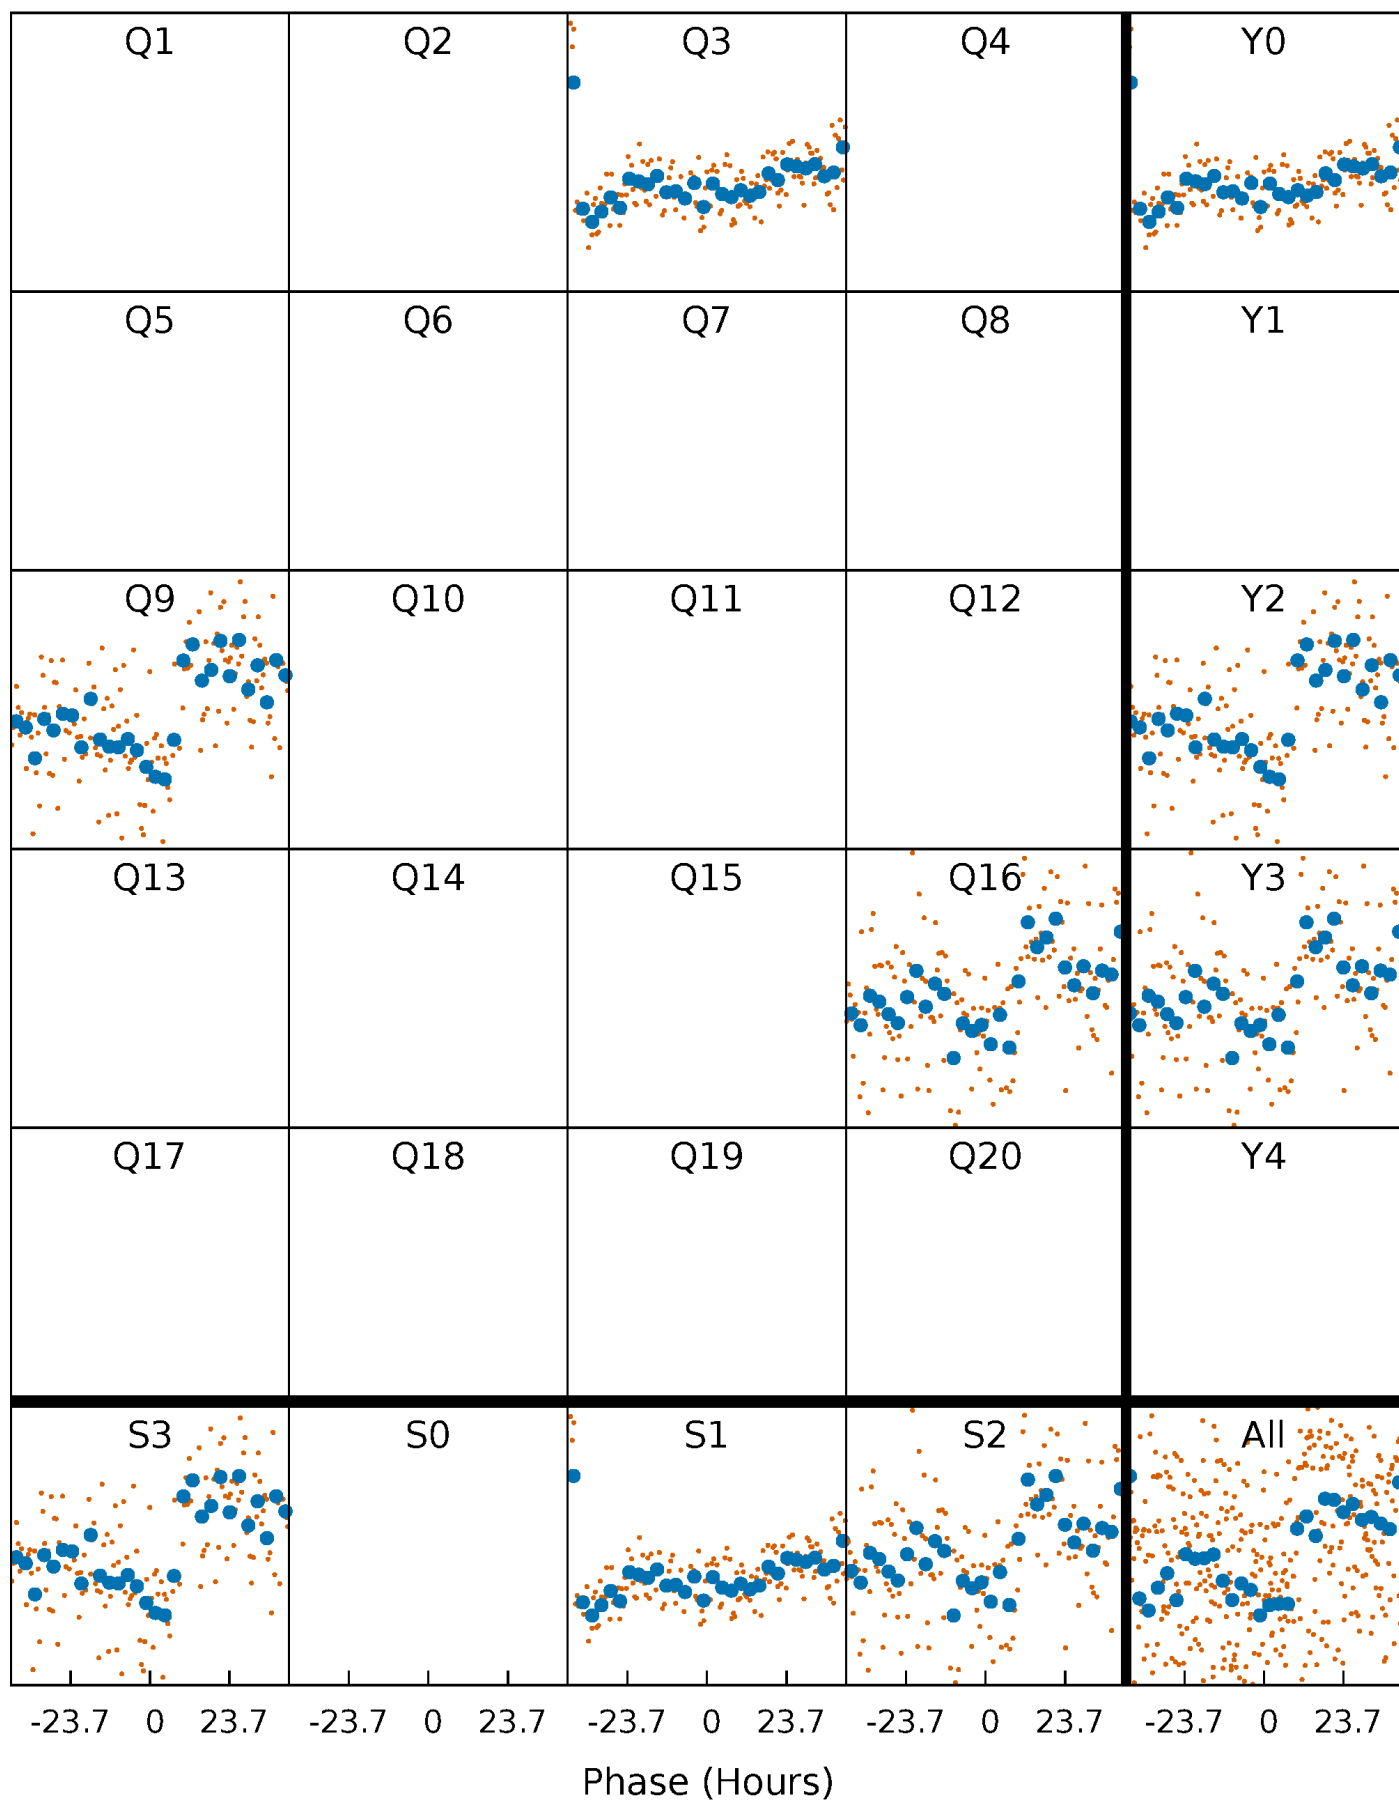 Q1 Q2 Q3 Q4 Y0
Q5 Q6 Q7 Q8 Y1
Q9 Q10 Q11 Q12 Y2
Q13 Q14 Q15 Q16 Y3
Q17 Q18 Q19 Q20 Y4
S3 S0 S1 S2 All
-23.7 0 23.7 -23.7 0 23.7 -23.7 0 23.7 -23.7 0 23.7 -23.7 0 23.7
Phase (Hours)